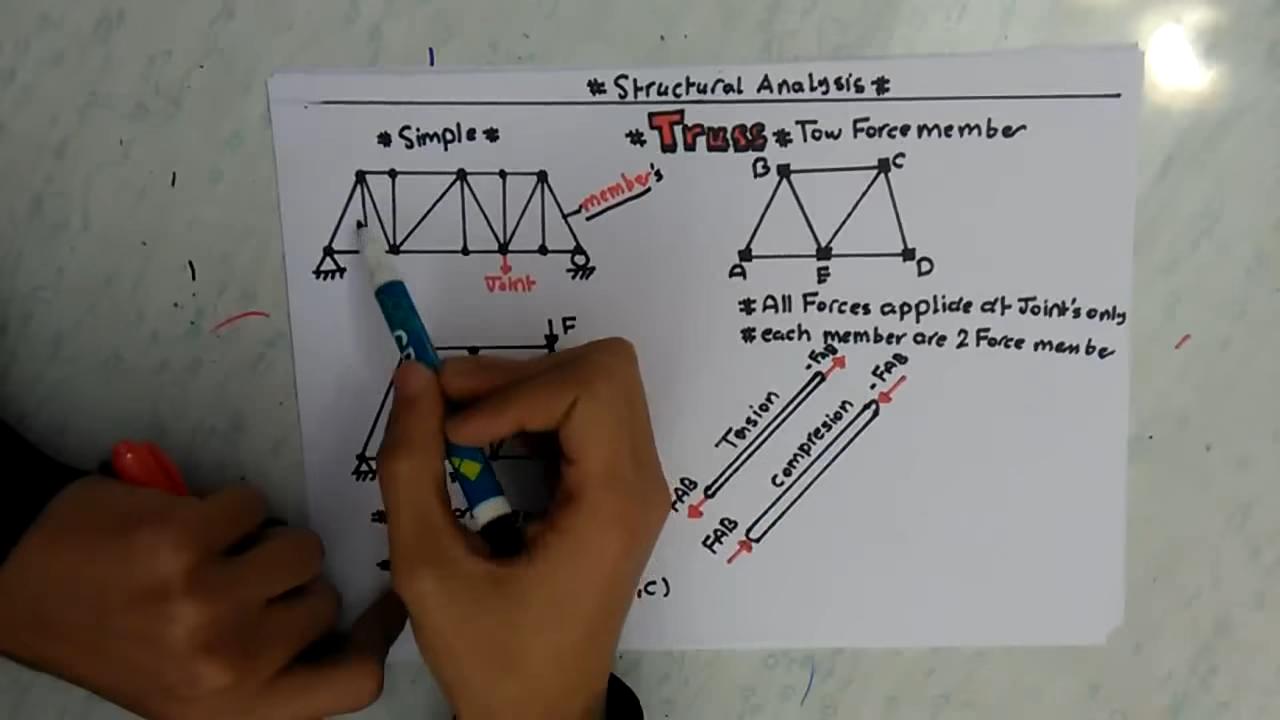 * Structural Analysis *
* Simple *
* Truss * Tow Force member
member's
Joint
B
C
A
E
D
* All Forces applide at Joint's only
* each member are 2 Force membe
F
-FAB
Tension
FAB
-FAB
compresion
FAB
,C)